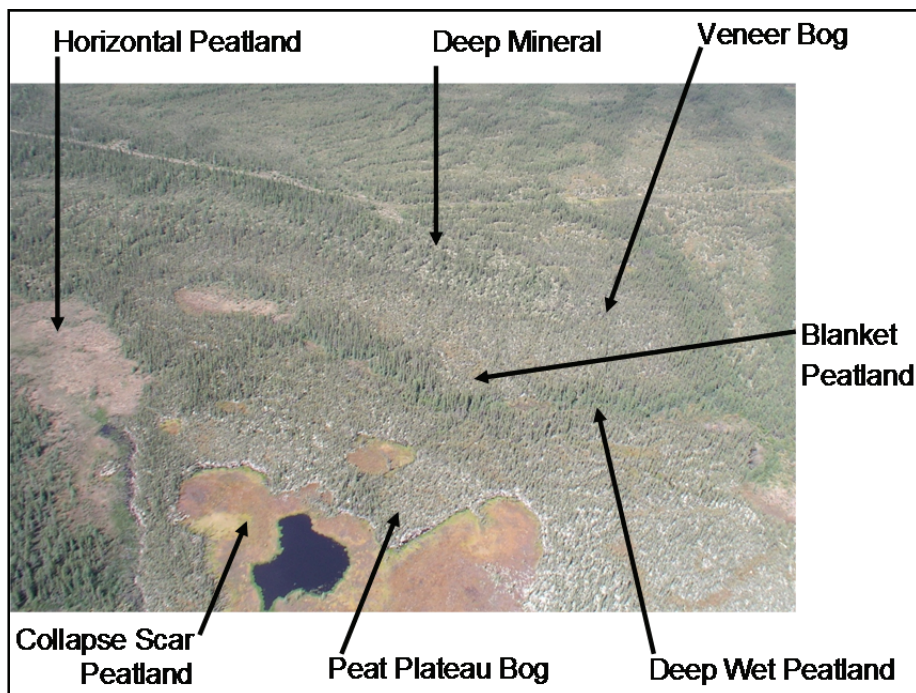 Horizontal Peatland
Deep Mineral
Veneer Bog
Blanket
Peatland
Collapse Scar
Peatland
Peat Plateau Bog
Deep Wet Peatland